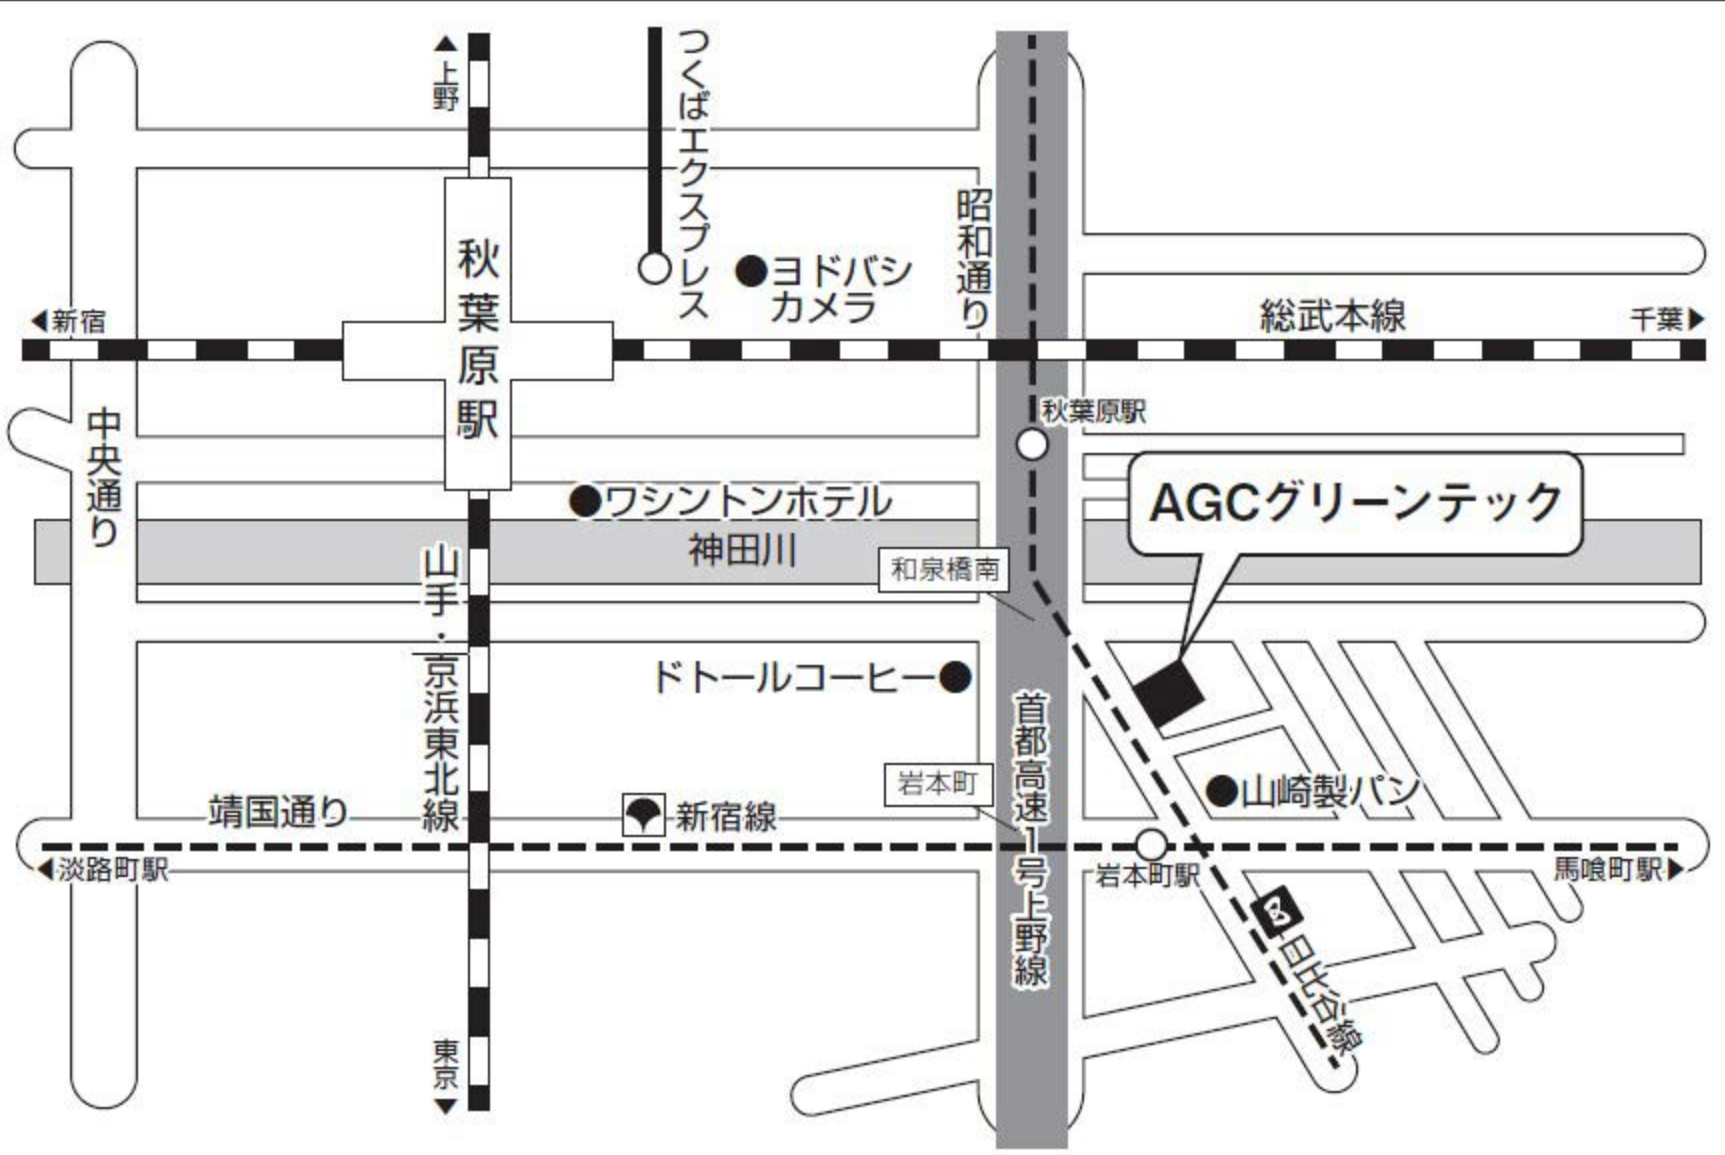 ▲上野
つくばエクスプレス
昭和通り
秋葉原駅
●ヨドバシ
カメラ
◀新宿
総武本線
千葉▶
中央通り
秋葉原駅
AGCグリーンテック
●ワシントンホテル
神田川
和泉橋南
山手・京浜東北線
ドトールコーヒー●
首都高速1号上野線
岩本町
●山崎製パン
靖国通り
新宿線
◀淡路町駅
岩本町駅
馬喰町駅▶
日比谷線
東京▼